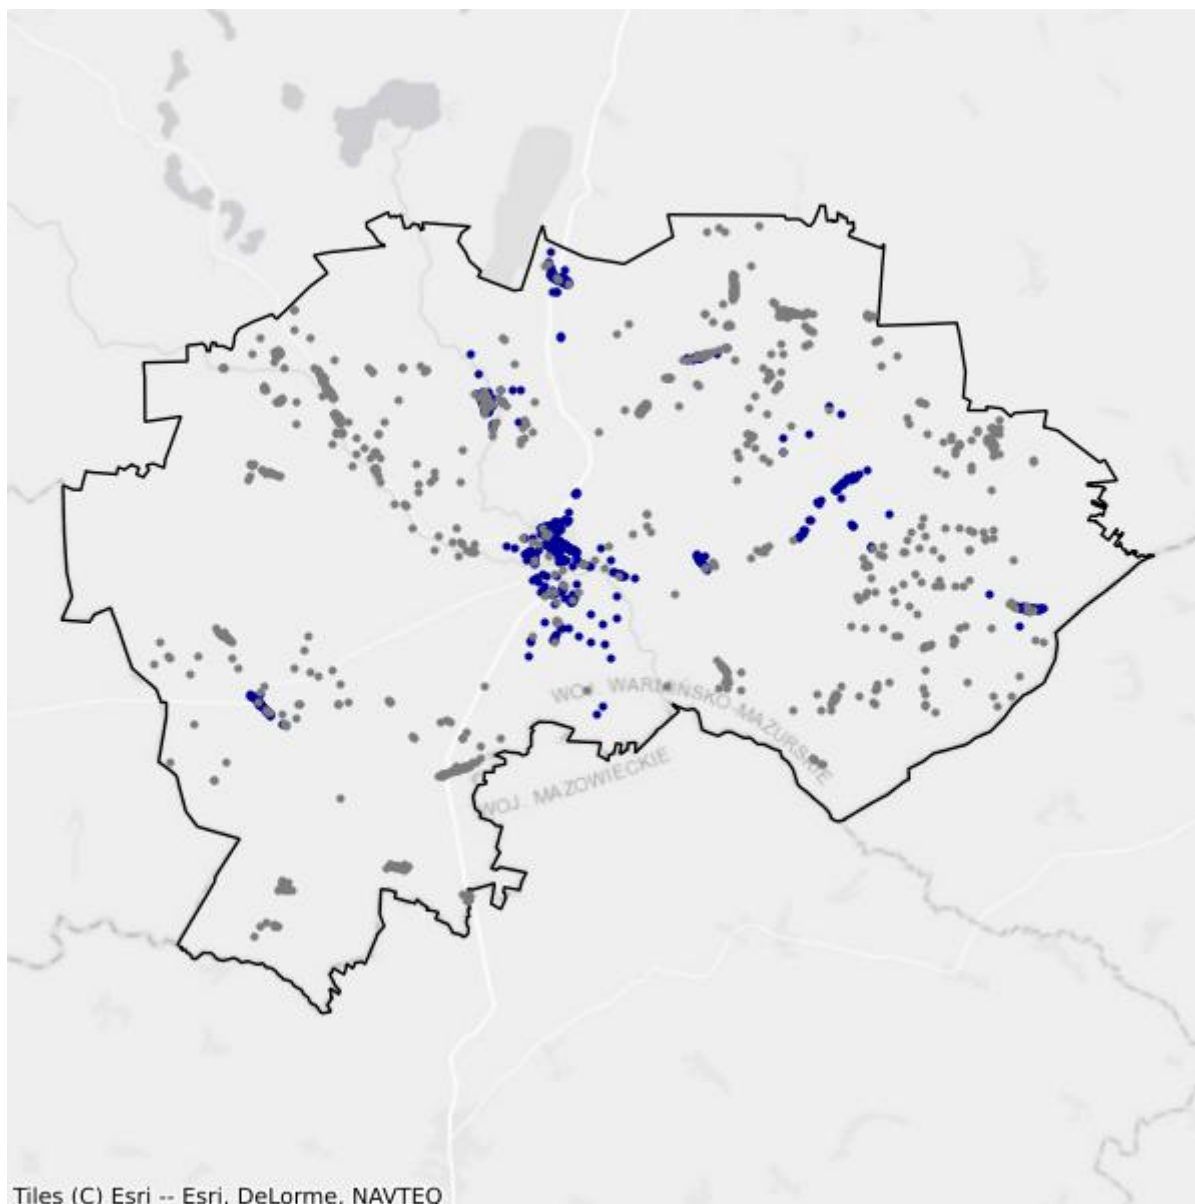 WOJ. WARMIŃSKO-MAZURSKIE
WOJ. MAZOWIECKIE
Tiles (C) Esri -- Esri, DeLorme, NAVTEQ